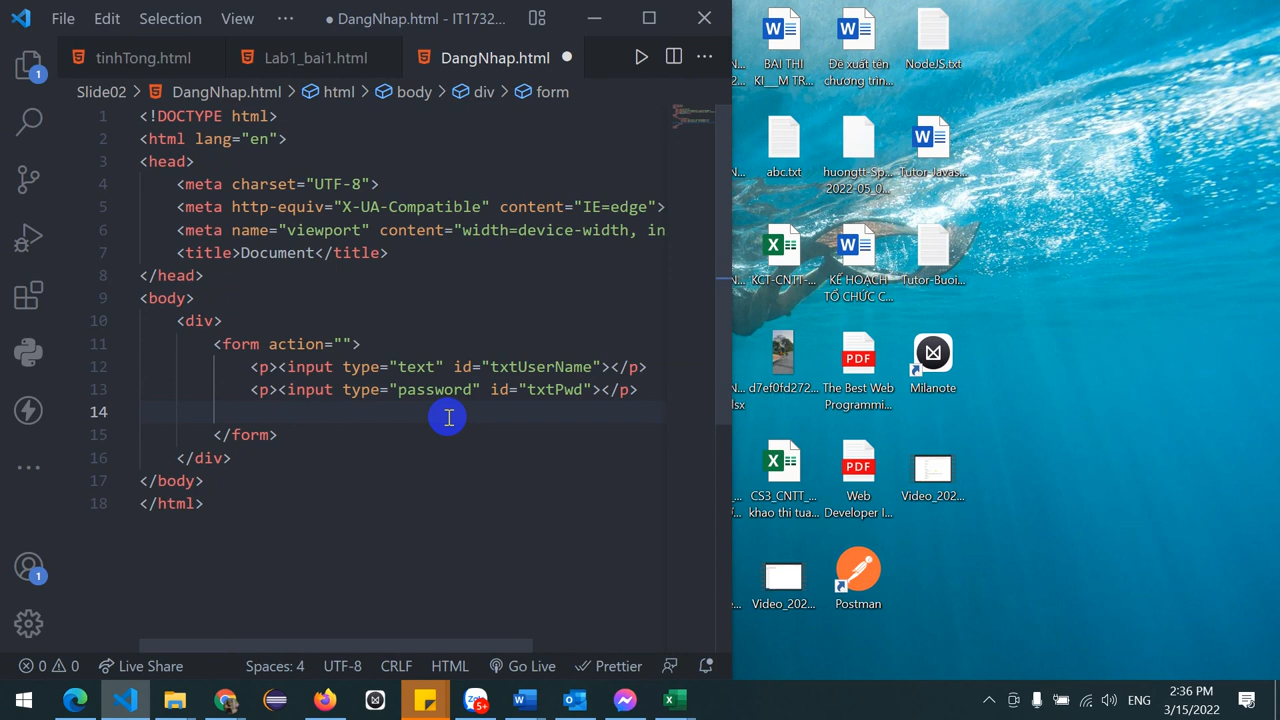 File Edit Selection View ··· ● DangNhap.html - IT1732...
tinhTong.html Lab1_bai1.html DangNhap.html ●
Slide02 > DangNhap.html > html > body > div > form
1 <!DOCTYPE html>
2 <html lang="en">
3 <head>
4 <meta charset="UTF-8">
5 <meta http-equiv="X-UA-Compatible" content="IE=edge">
6 <meta name="viewport" content="width=device-width, in
7 <title>Document</title>
8 </head>
9 <body>
10 <div>
11 <form action="">
12 <p><input type="text" id="txtUserName"></p>
13 <p><input type="password" id="txtPwd"></p>
14
15 </form>
16 </div>
17 </body>
18 </html>
1
1
0 0 Live Share Spaces: 4 UTF-8 CRLF HTML Go Live Prettier
BAI THI
KI__M TR...
Đề xuất tên
chương trìn...
NodeJS.txt
abc.txt
huongtt-Sp...
2022-05_0...
Tutor-Javas...
KCT-CNTT-...
KẾ HOẠCH
TỔ CHỨC C...
Tutor-Buoi...
d7ef0fd272...
The Best Web
Programmi...
Milanote
CS3_CNTT_...
khao thi tua...
Web
Developer I...
Video_202...
Video_202...
Postman
PDF
PDF
5+
ENG
2:36 PM
3/15/2022